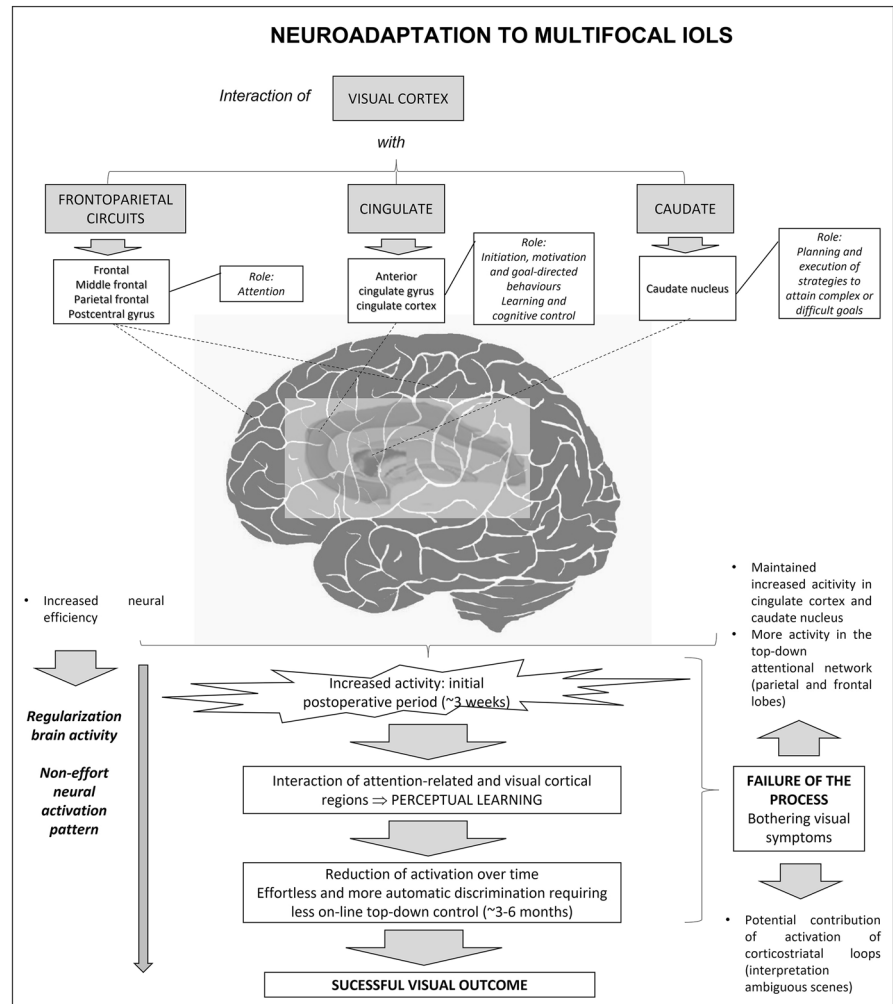 NEUROADAPTATION TO MULTIFOCAL IOLS
Interaction of
VISUAL CORTEX
with
FRONTOPARIETAL
CIRCUITS
CINGULATE
CAUDATE
Frontal
Middle frontal
Parietal frontal
Postcentral gyrus
Role:
Attention
Anterior
cingulate gyrus
cingulate cortex
Role:
Initiation, motivation
and goal-directed
behaviours
Learning and
cognitive control
Caudate nucleus
Role:
Planning and
execution of
strategies to
attain complex or
difficult goals
• Increased neural
efficiency
Regularization
brain activity
Non-effort
neural
activation
pattern
Increased activity: initial
postoperative period (~3 weeks)
Interaction of attention-related and visual cortical
regions ⇒ PERCEPTUAL LEARNING
Reduction of activation over time
Effortless and more automatic discrimination requiring
less on-line top-down control (~3-6 months)
SUCESSFUL VISUAL OUTCOME
• Maintained
increased acitivity in
cingulate cortex and
caudate nucleus
• More activity in the
top-down
attentional network
(parietal and frontal
lobes)
FAILURE OF THE
PROCESS
Bothering visual
symptoms
• Potential contribution
of activation of
corticostriatal loops
(interpretation
ambiguous scenes)